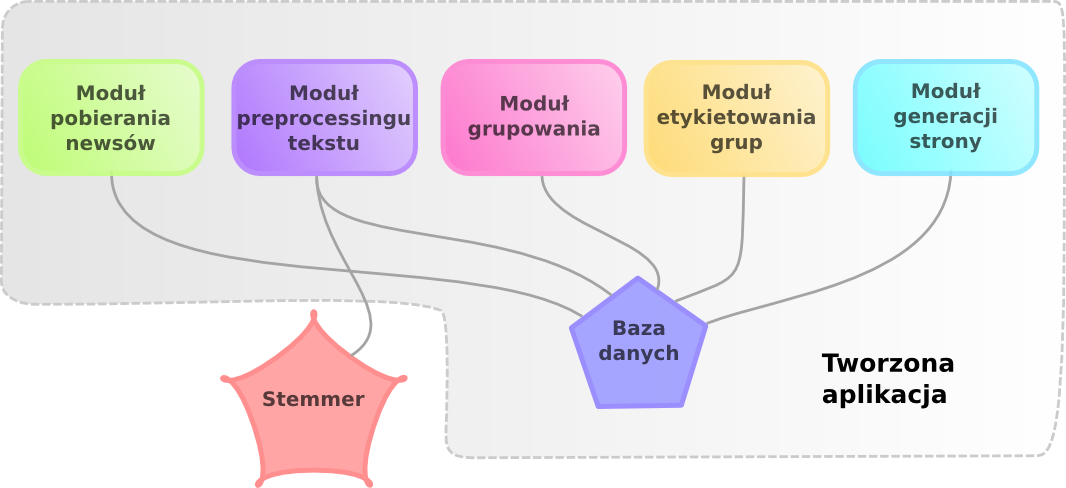 Moduł
pobierania
newsów
Moduł
preprocessingu
tekstu
Moduł
grupowania
Moduł
etykietowania
grup
Moduł
generacji
strony
Baza
danych
Stemmer
Tworzona
aplikacja